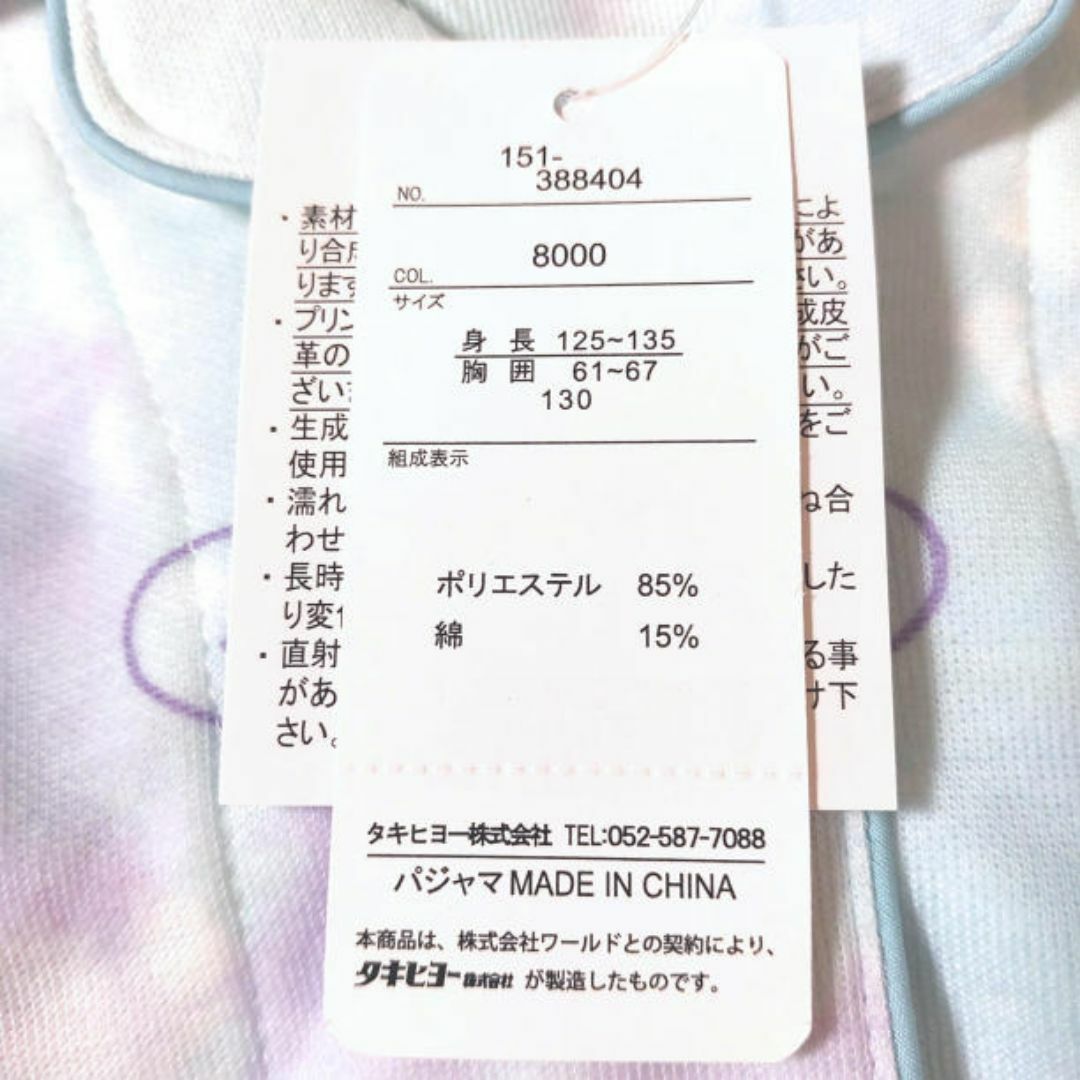 151-
388404
NO.
8000
COL.
サイズ
身 長 125~135
胸 囲 61~67
130
組成表示
ポリエステル 85%
綿 15%
タキヒヨー株式会社 TEL:052-587-7088
パジャマ MADE IN CHINA
本商品は、株式会社ワールドとの契約により、
タキヒヨー株式会社 が製造したものです。
・素材
によ
り合成
があ
ります
さい。
・プリン
成皮
革の
がご
ざい
い。
・生成
をご
使用
・濡れ
ね合
わせ
・長時
した
り変
・直射
る事
があ
け下
さい。